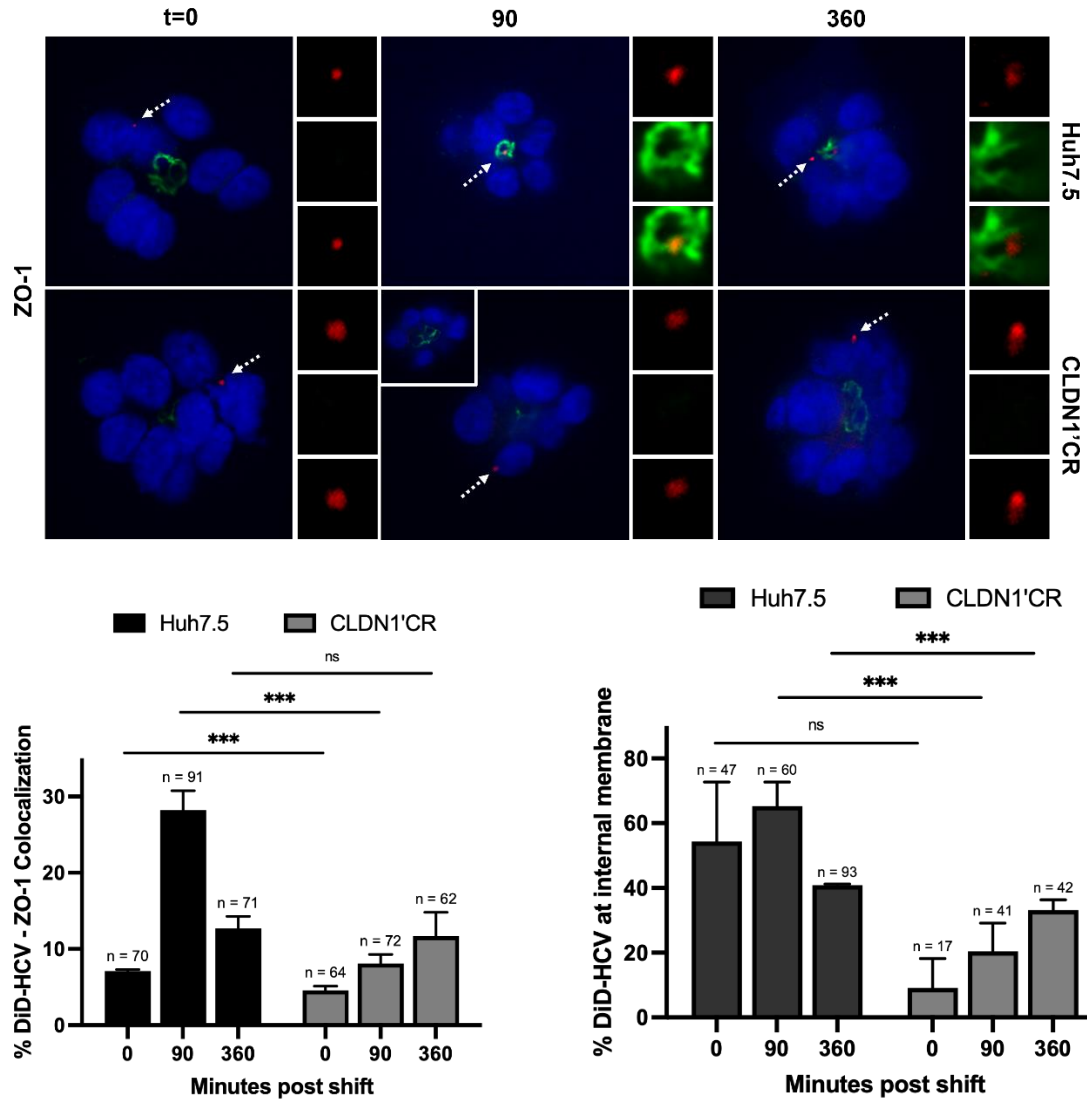 t=0 90 360
ZO-1
Huh7.5
CLDN1'CR
Huh7.5 CLDN1'CR
ns
***
***
% DiD-HCV - ZO-1 Colocalization
30
20
10
0
n = 70
n = 91
n = 71
n = 64
n = 72
n = 62
0 90 360 0 90 360
Minutes post shift
Huh7.5 CLDN1'CR
***
***
ns
% DiD-HCV at internal membrane
80
60
40
20
0
n = 47
n = 60
n = 93
n = 17
n = 41
n = 42
0 90 360 0 90 360
Minutes post shift